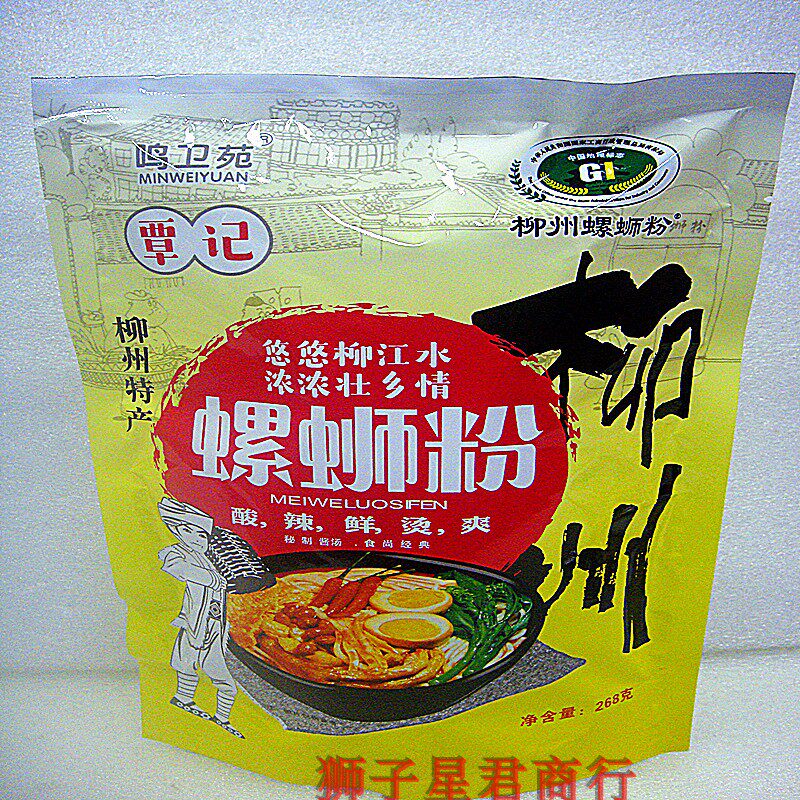 鸣卫苑®
MINWEIYUAN
覃记
柳州特产
中国地理标志
GI
柳州螺蛳粉®
柳州
悠悠柳江水
浓浓壮乡情
螺蛳粉
MEIWELUOSIFEN
酸,辣,鲜,烫,爽
秘制酱汤.食尚经典
净含量:268克
狮子星君商行